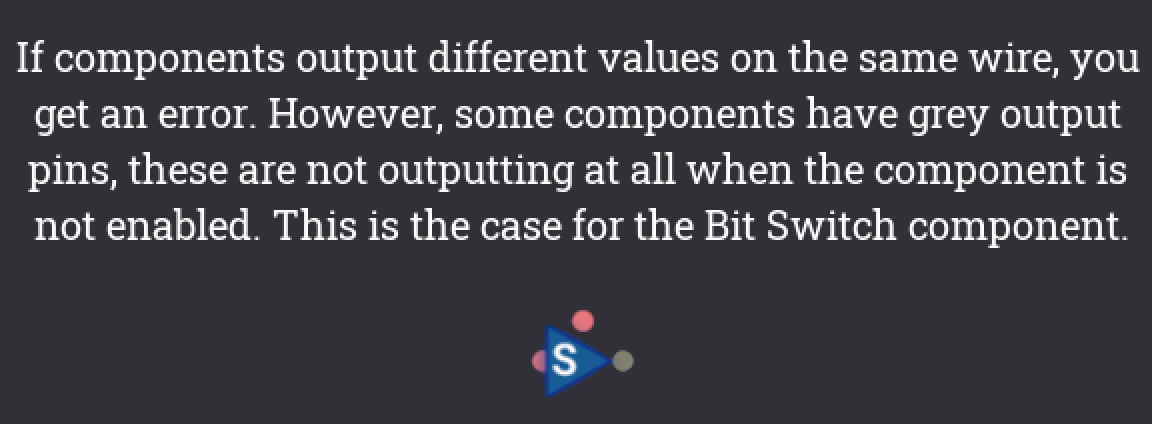 If components output different values on the same wire, you
get an error. However, some components have grey output
pins, these are not outputting at all when the component is
not enabled. This is the case for the Bit Switch component.
S